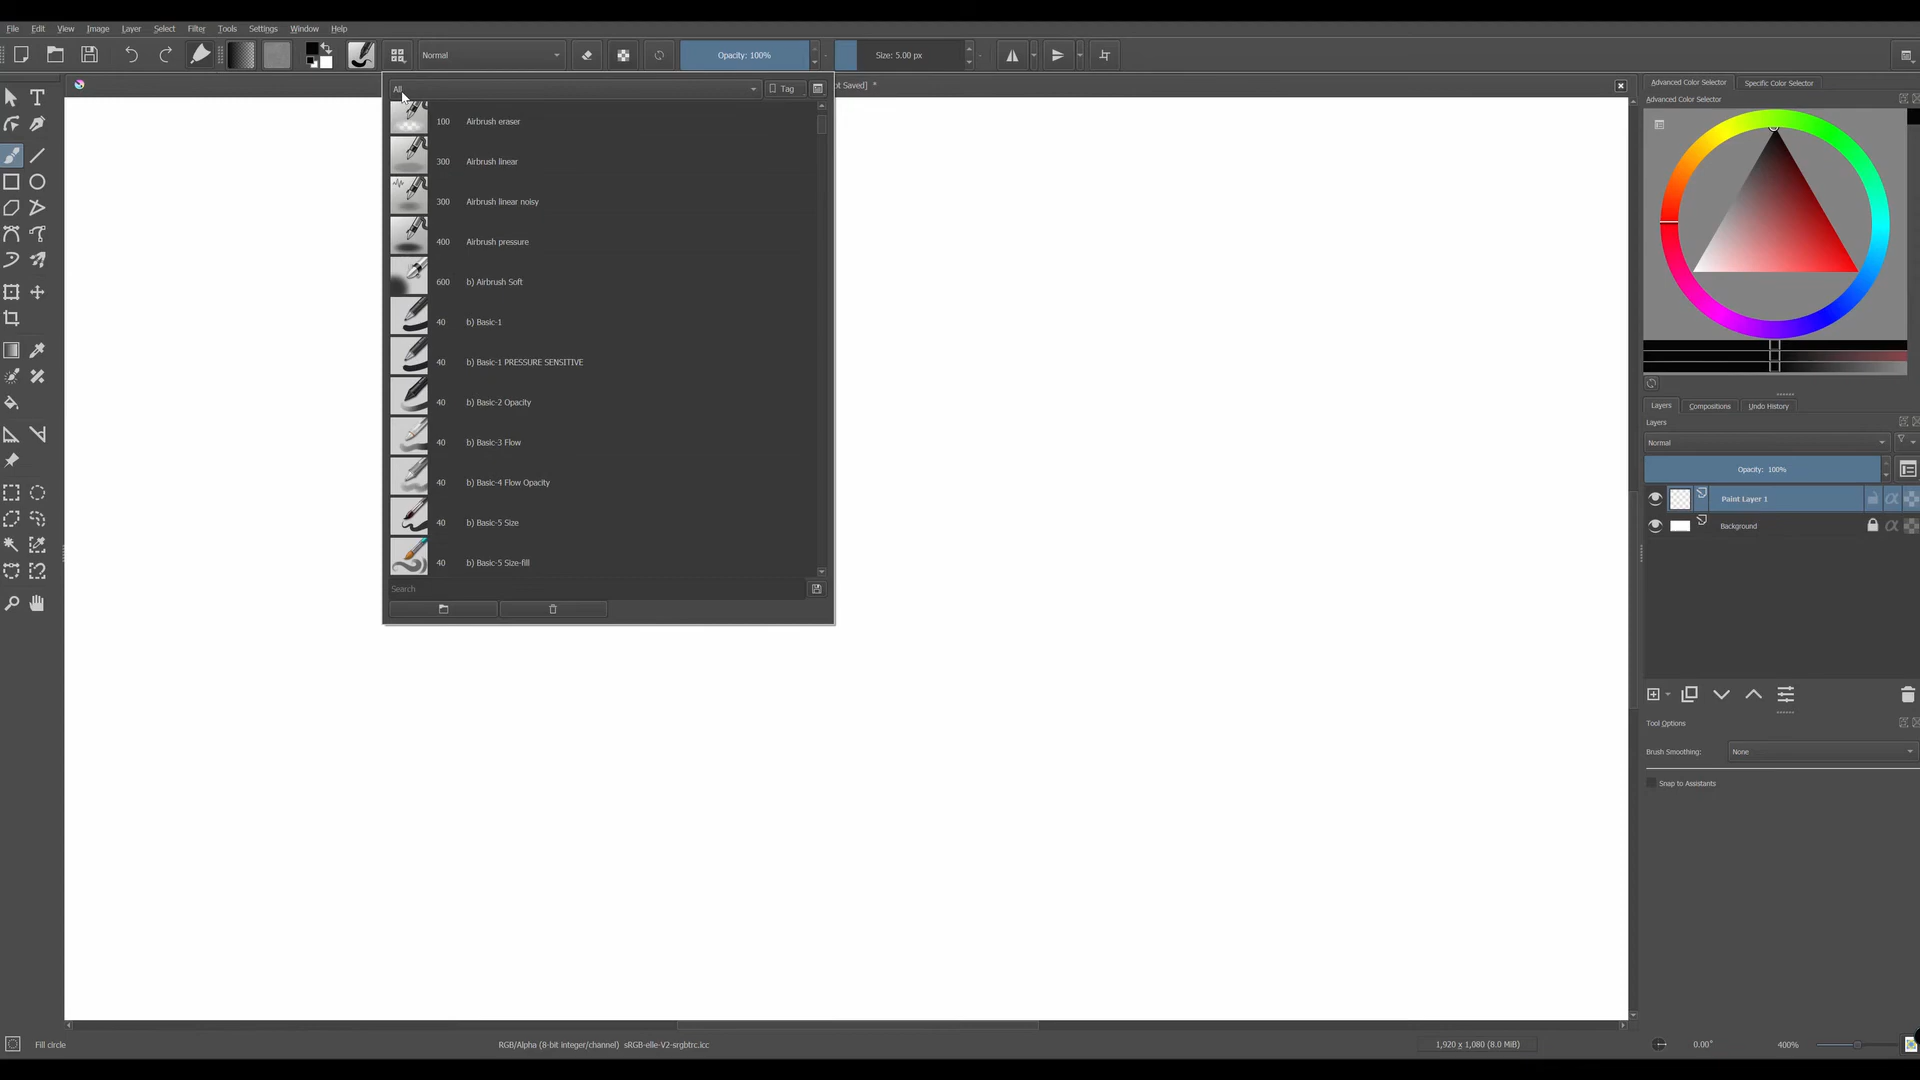 File Edit View Image Layer Select Filter Tools Settings Window Help
Normal Opacity: 100% Size: 5.00 px
All Tag
ot Saved] *
100 Airbrush eraser
300 Airbrush linear
300 Airbrush linear noisy
400 Airbrush pressure
600 b) Airbrush Soft
40 b) Basic-1
40 b) Basic-1 PRESSURE SENSITIVE
40 b) Basic-2 Opacity
40 b) Basic-3 Flow
40 b) Basic-4 Flow Opacity
40 b) Basic-5 Size
40 b) Basic-5 Size-fill
Search
Advanced Color Selector Specific Color Selector
Advanced Color Selector
Layers Compositions Undo History
Layers
Normal
Opacity: 100%
Paint Layer 1
Background
Tool Options
Brush Smoothing: None
Snap to Assistants
Fill circle RGB/Alpha (8-bit integer/channel) sRGB-elle-V2-srgbtrc.icc 1,920 x 1,080 (8.0 MiB) 0.00° 400%